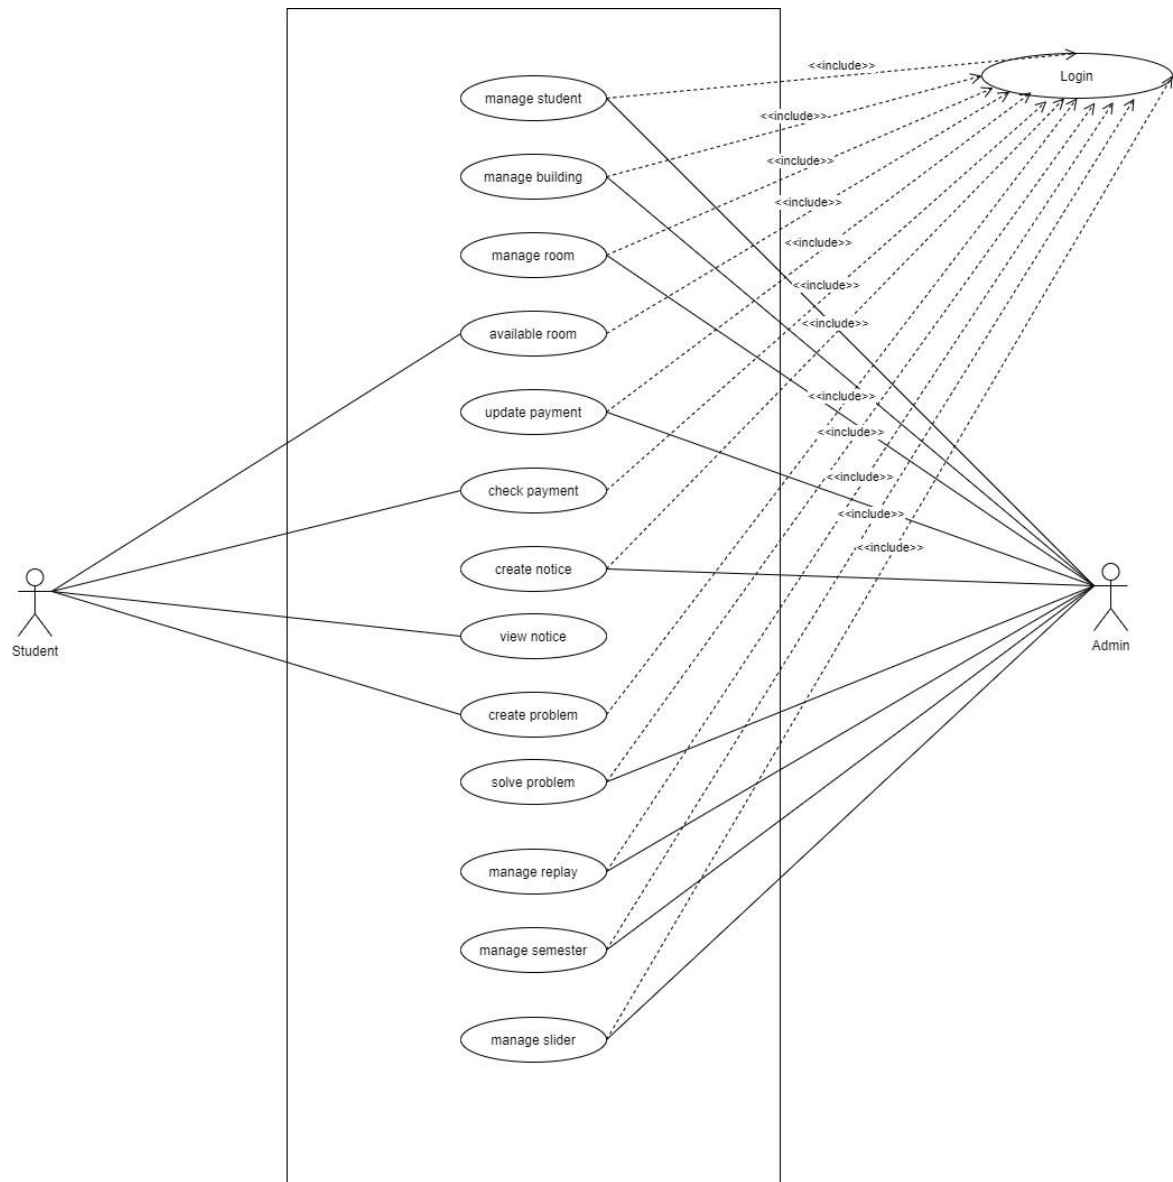 <<include>>
Login
manage student
<<include>>
<<include>>
manage building
<<include>>
<<include>>
manage room
<<include>>
<<include>>
available room
<<include>>
update payment
<<include>>
<<include>>
check payment
<<include>>
<<include>>
create notice
view notice
Student
Admin
create problem
solve problem
manage replay
manage semester
manage slider